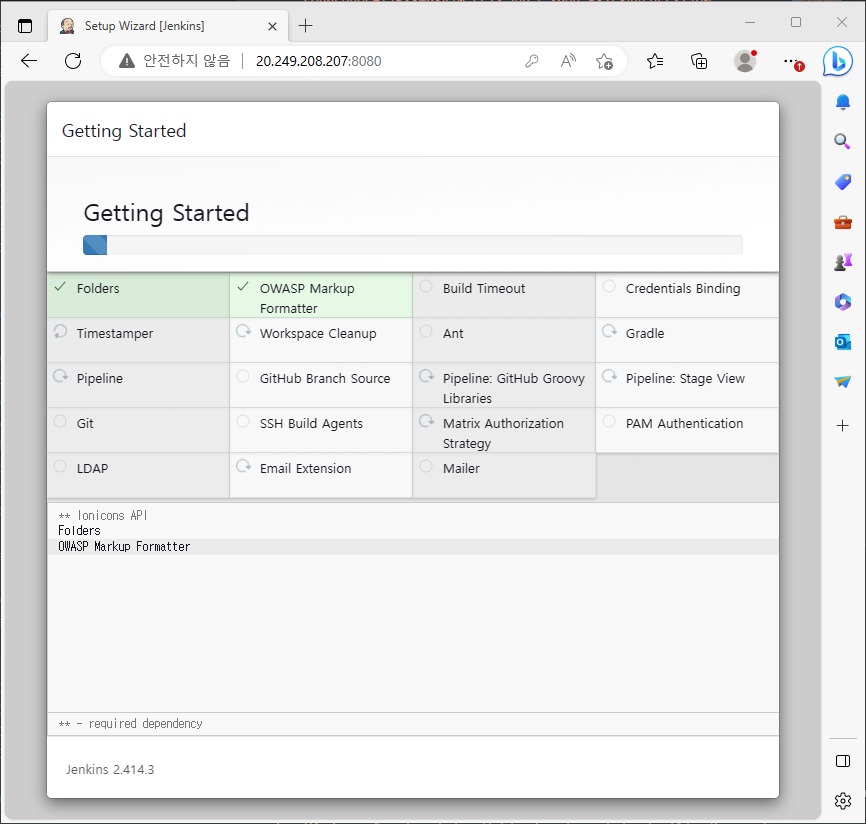 Setup Wizard [Jenkins]
안전하지 않음 | 20.249.208.207:8080
Getting Started
Getting Started
Folders
OWASP Markup
Formatter
Build Timeout
Credentials Binding
Timestamper
Workspace Cleanup
Ant
Gradle
Pipeline
GitHub Branch Source
Pipeline: GitHub Groovy
Libraries
Pipeline: Stage View
Git
SSH Build Agents
Matrix Authorization
Strategy
PAM Authentication
LDAP
Email Extension
Mailer
** Ionicons API
Folders
OWASP Markup Formatter
** - required dependency
Jenkins 2.414.3